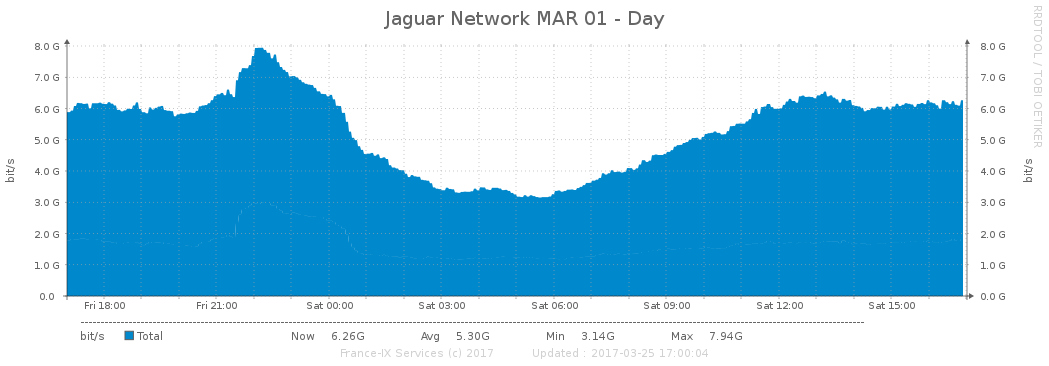 Jaguar Network MAR 01 - Day
RRDTOOL / TOBI OETIKER
8.0 G 8.0 G
7.0 G 7.0 G
6.0 G 6.0 G
5.0 G 5.0 G
4.0 G 4.0 G
3.0 G 3.0 G
2.0 G 2.0 G
1.0 G 1.0 G
0.0 0.0 G
bit/s bit/s
Fri 18:00 Fri 21:00 Sat 00:00 Sat 03:00 Sat 06:00 Sat 09:00 Sat 12:00 Sat 15:00
bit/s Total Now 6.26G Avg 5.30G Min 3.14G Max 7.94G
France-IX Services (c) 2017 Updated : 2017-03-25 17:00:04